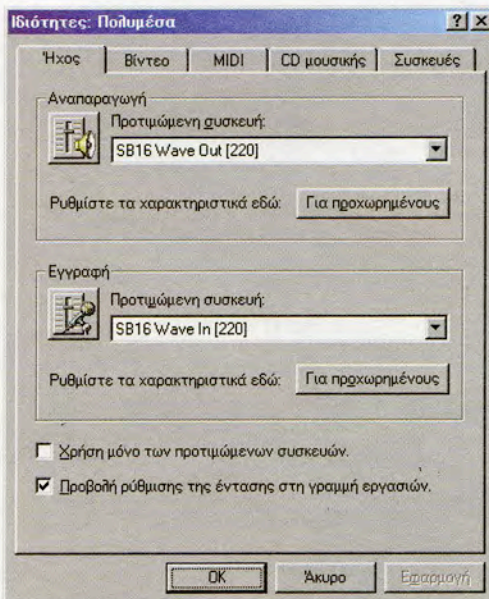 Ιδιότητες: Πολυμέσα
Ήχος Βίντεο MIDI CD μουσικής Συσκευές
Αναπαραγωγή
Προτιμώμενη συσκευή:
SB16 Wave Out [220]
Ρυθμίστε τα χαρακτηριστικά εδώ: Για προχωρημένους
Εγγραφή
Προτιμώμενη συσκευή:
SB16 Wave In [220]
Ρυθμίστε τα χαρακτηριστικά εδώ: Για προχωρημένους
Χρήση μόνο των προτιμώμενων συσκευών.
Προβολή ρύθμισης της έντασης στη γραμμή εργασιών.
OK Άκυρο Εφαρμογή